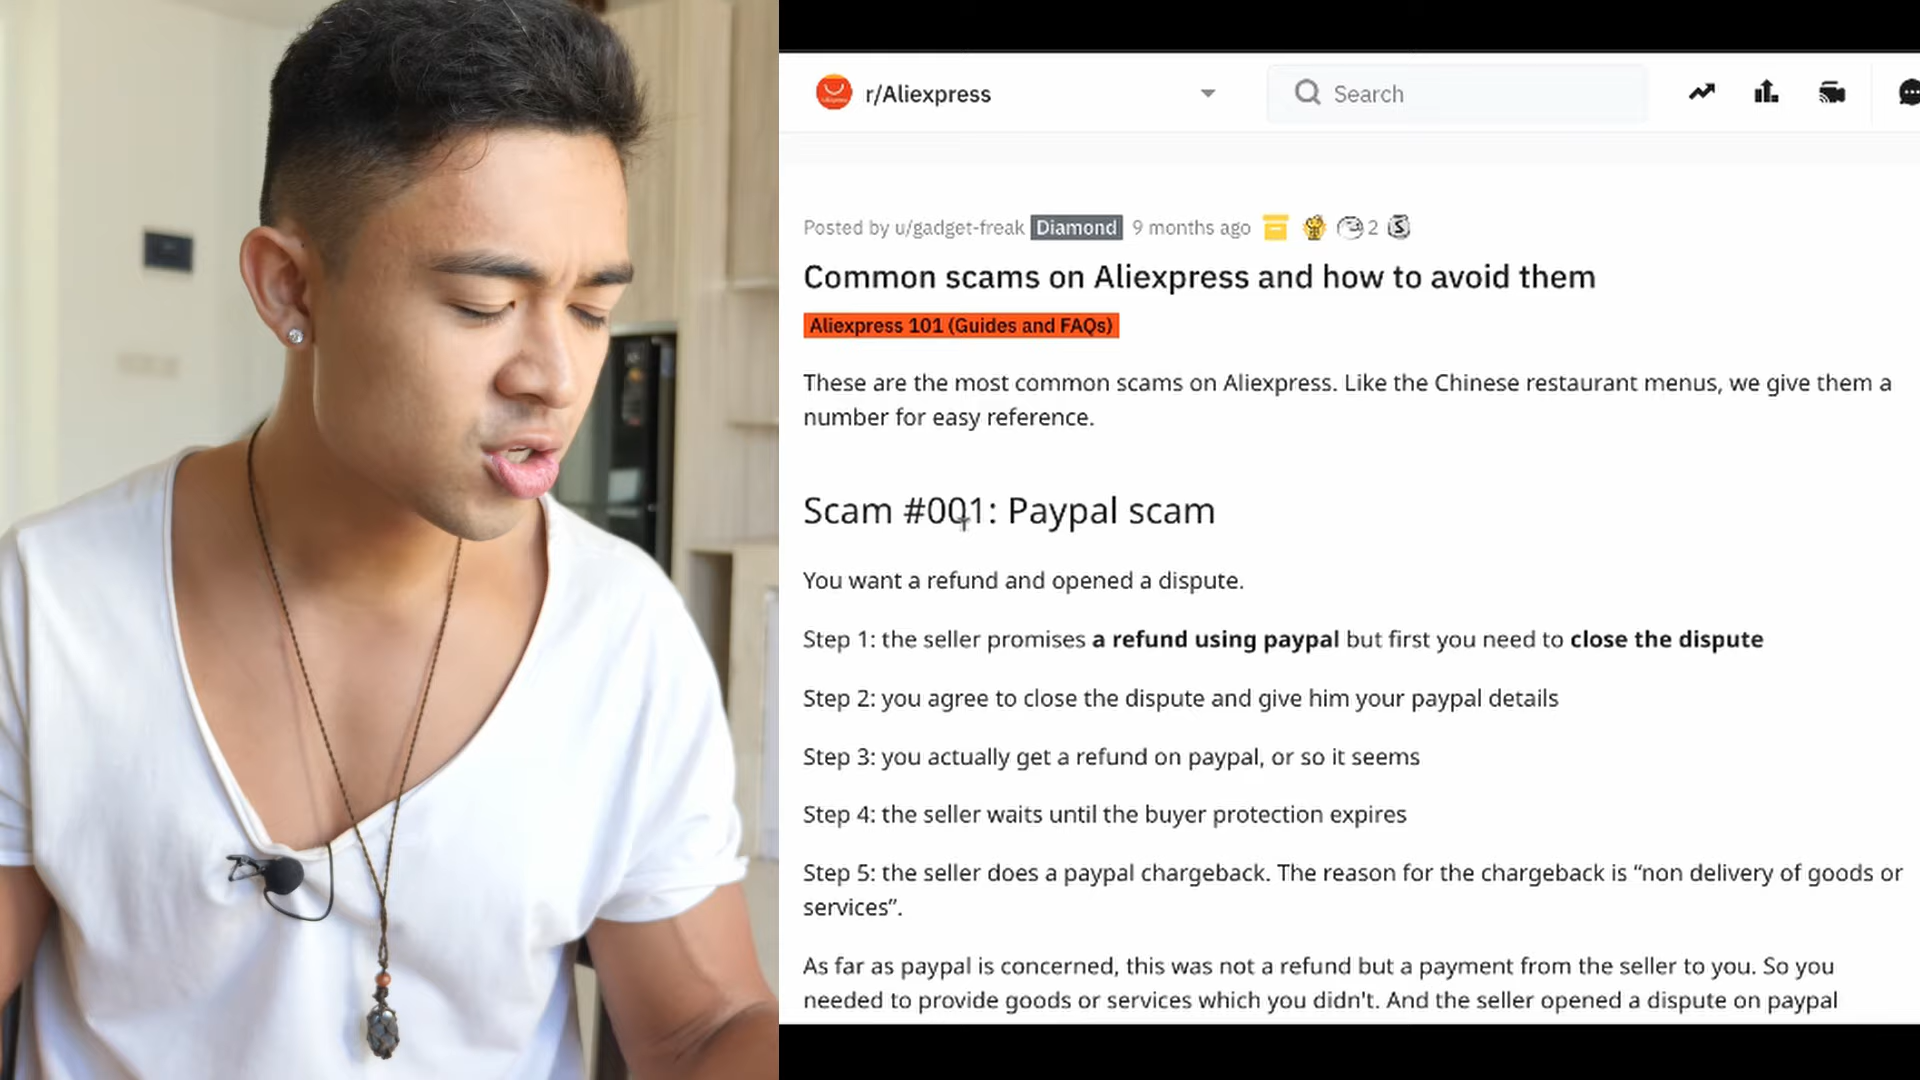 r/Aliexpress
Search
Posted by u/gadget-freak Diamond 9 months ago 2
Common scams on Aliexpress and how to avoid them
Aliexpress 101 (Guides and FAQs)
These are the most common scams on Aliexpress. Like the Chinese restaurant menus, we give them a
number for easy reference.
Scam #001: Paypal scam
You want a refund and opened a dispute.
Step 1: the seller promises a refund using paypal but first you need to close the dispute
Step 2: you agree to close the dispute and give him your paypal details
Step 3: you actually get a refund on paypal, or so it seems
Step 4: the seller waits until the buyer protection expires
Step 5: the seller does a paypal chargeback. The reason for the chargeback is “non delivery of goods or
services”.
As far as paypal is concerned, this was not a refund but a payment from the seller to you. So you
needed to provide goods or services which you didn't. And the seller opened a dispute on paypal